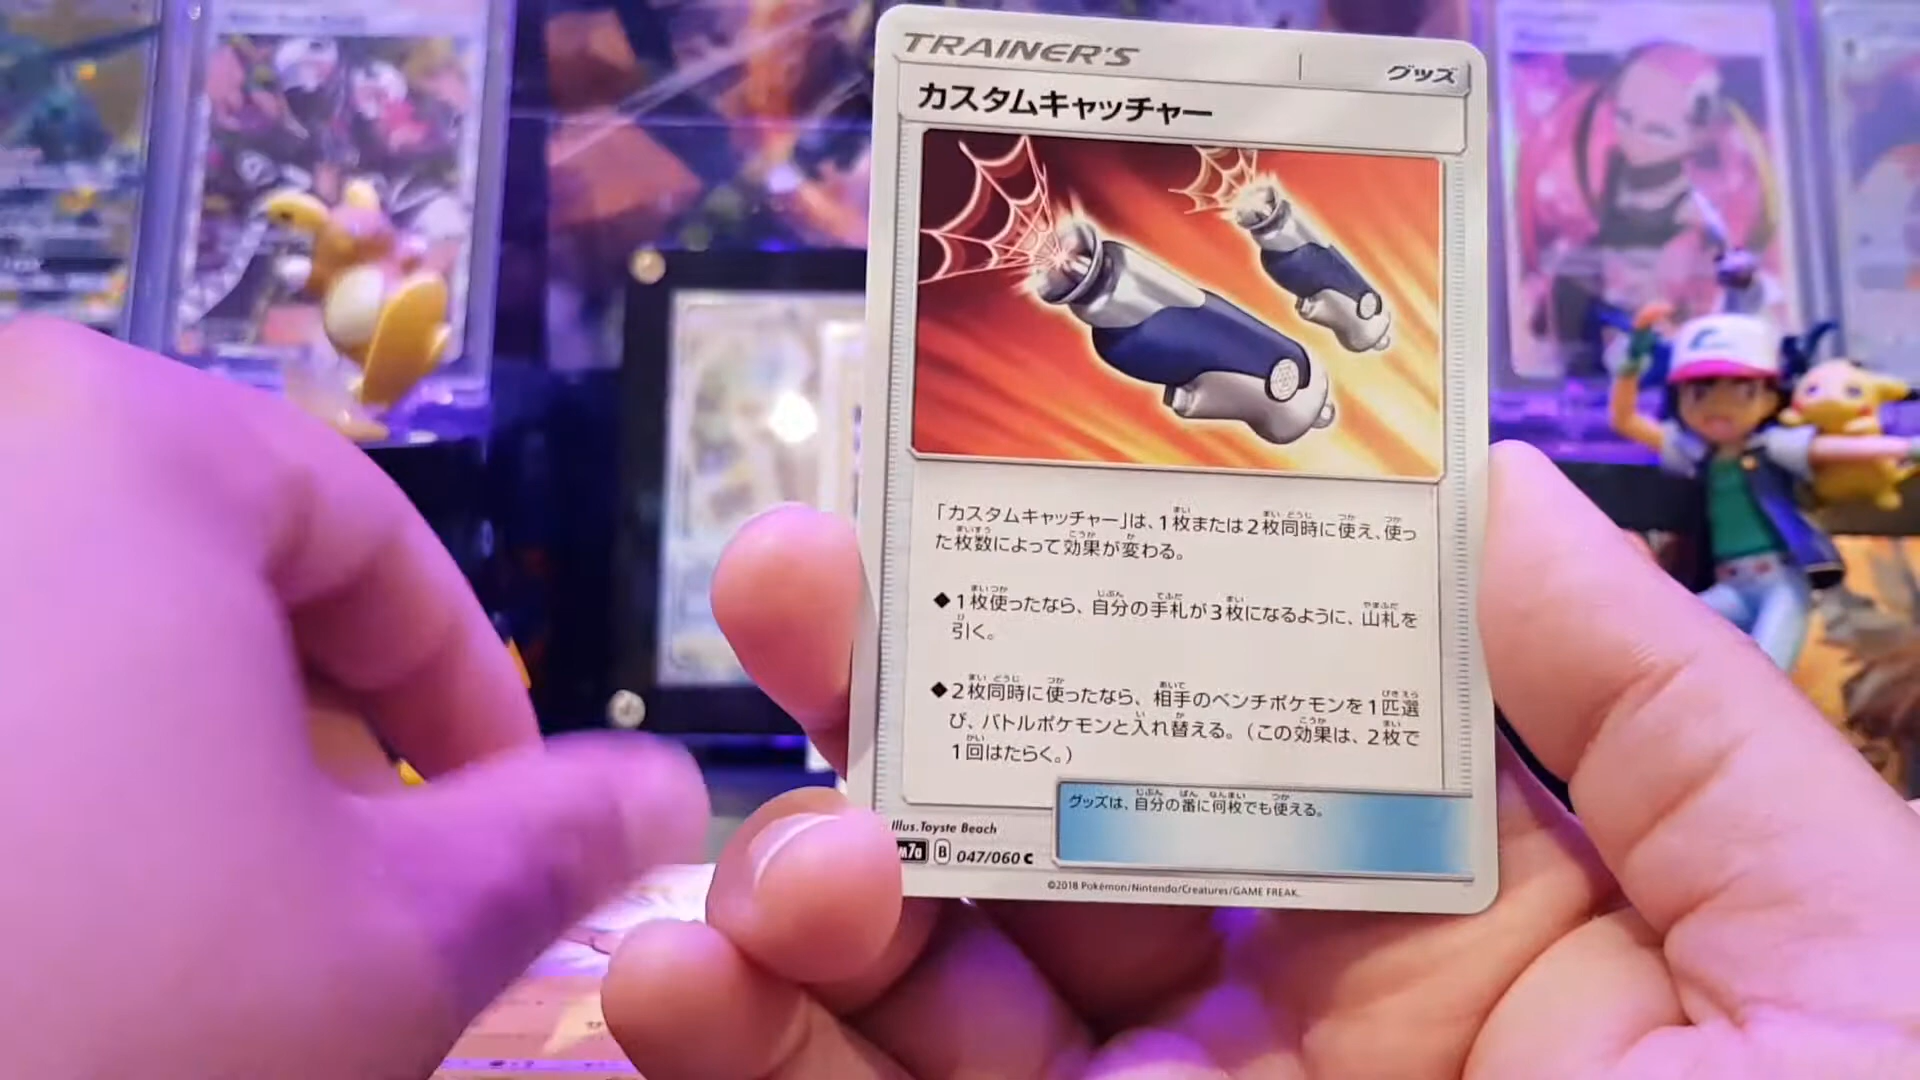 TRAINER'S
グッズ
カスタムキャッチャー
「カスタムキャッチャー」は、1枚または2枚同時に使え、使っ
た枚数によって効果が変わる。
◆1枚使ったなら、自分の手札が3枚になるように、山札を
引く。
◆2枚同時に使ったなら、相手のベンチポケモンを1匹選
び、バトルポケモンと入れ替える。(この効果は、2枚で
1回はたらく。)
グッズは、自分の番に何枚でも使える。
Illus.Toyste Beach
m7a B 047/060 C
©2018 Pokémon/Nintendo/Creatures/GAME FREAK.